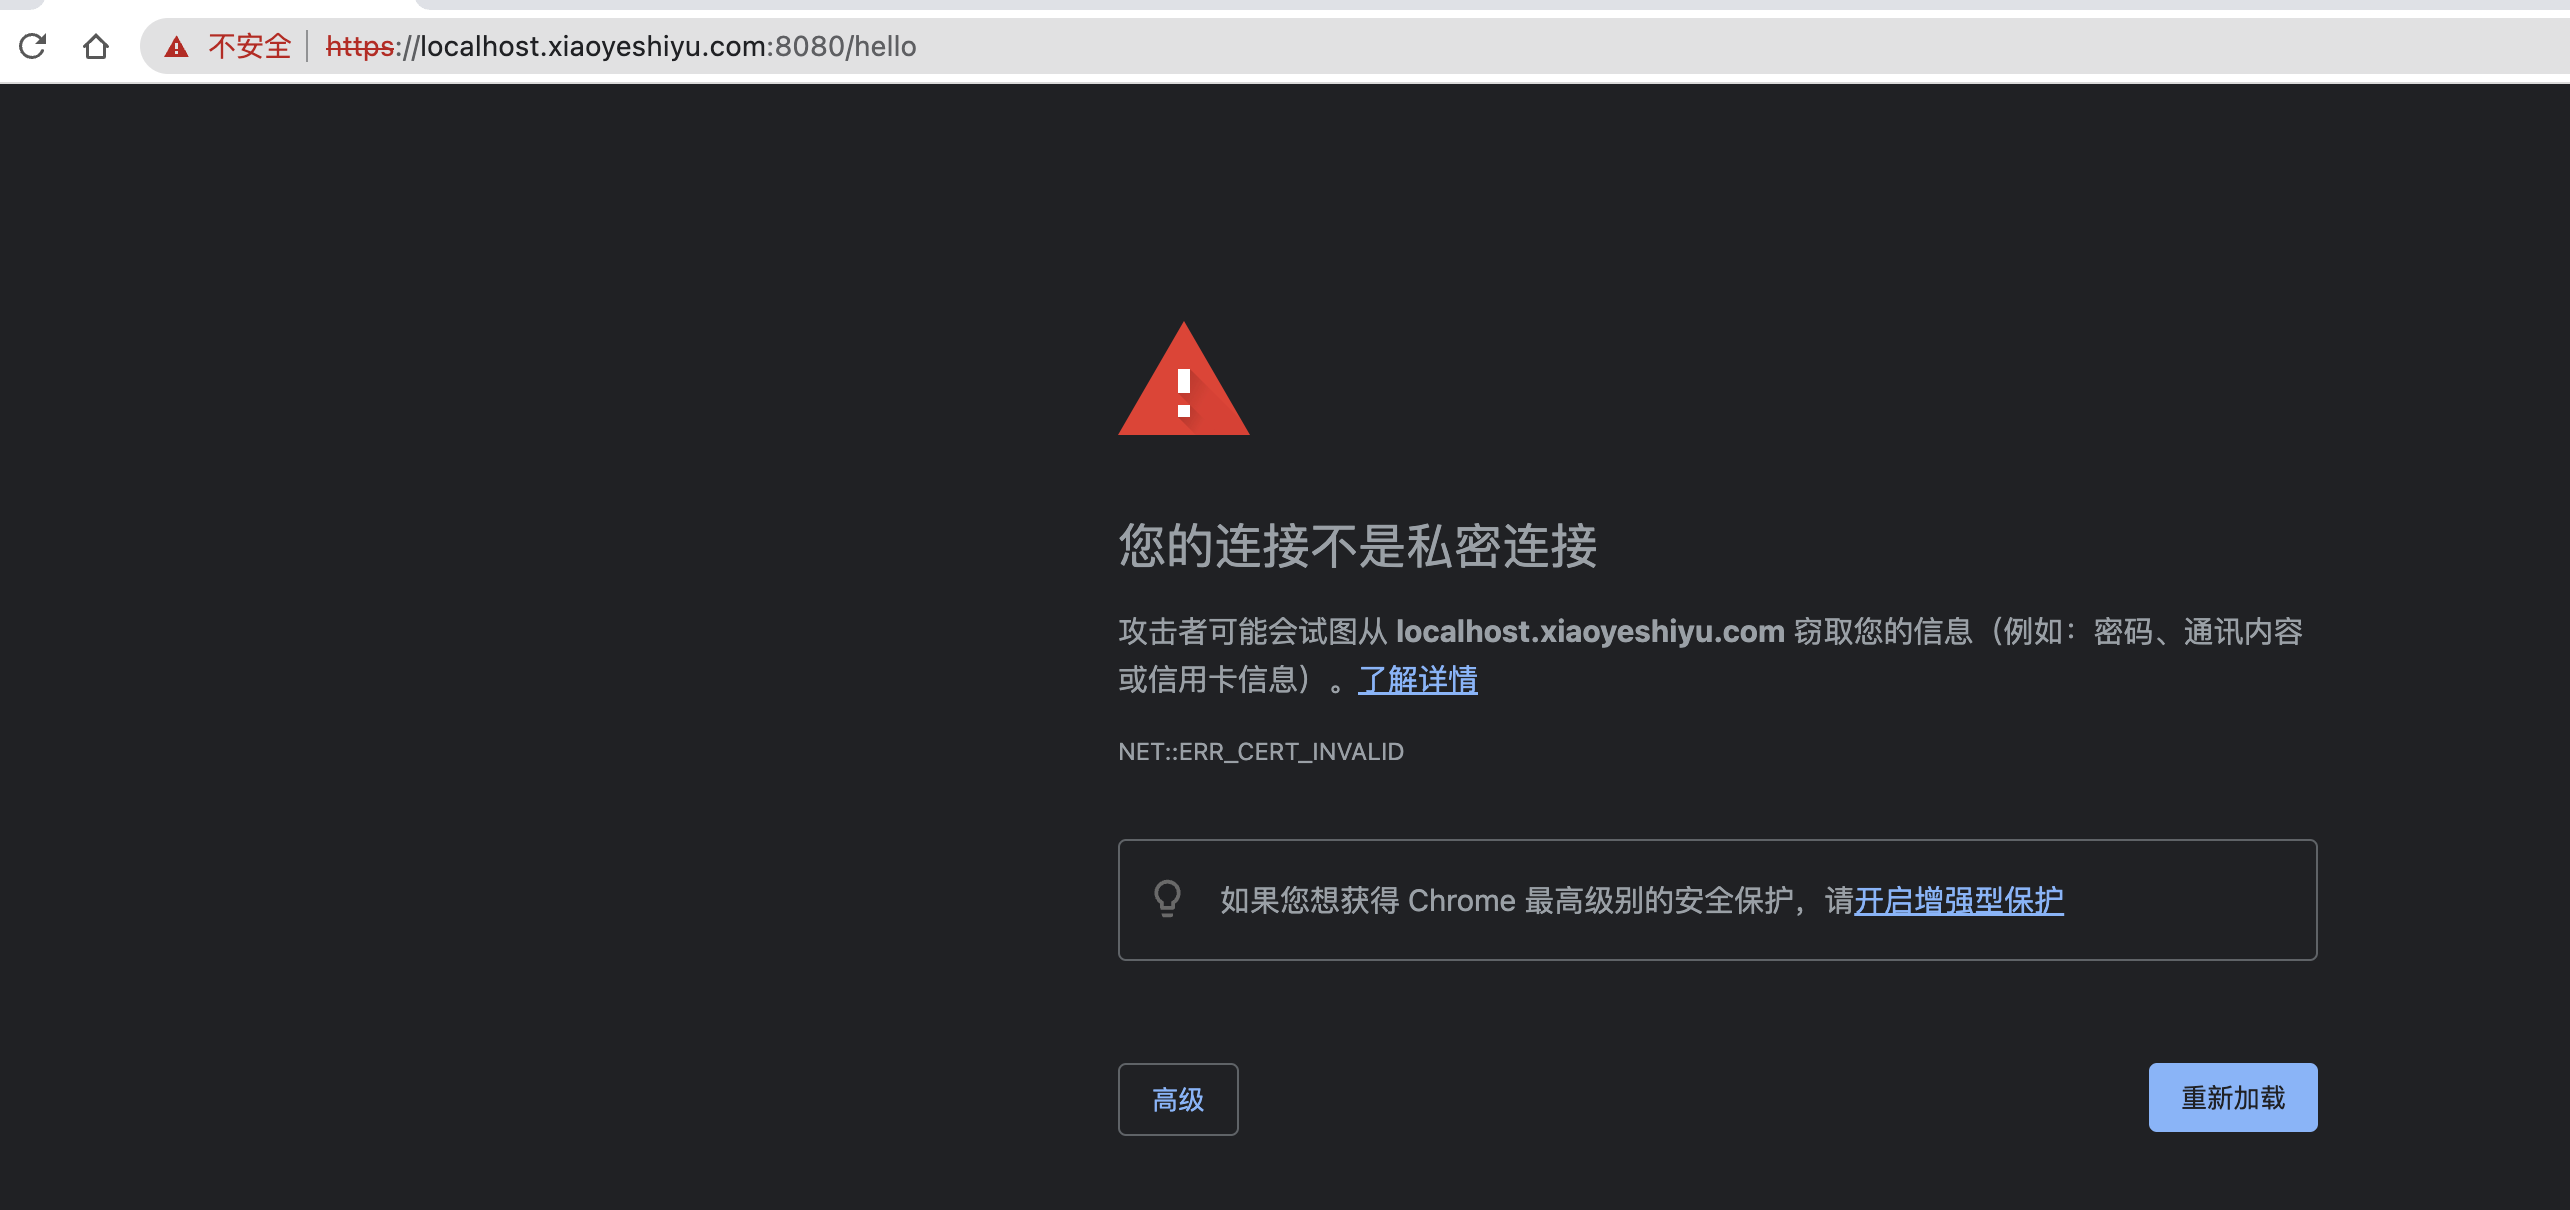 不安全 https://localhost.xiaoyeshiyu.com:8080/hello
您的连接不是私密连接
攻击者可能会试图从 localhost.xiaoyeshiyu.com 窃取您的信息（例如：密码、通讯内容
或信用卡信息）。了解详情
NET::ERR_CERT_INVALID
如果您想获得 Chrome 最高级别的安全保护，请开启增强型保护
高级
重新加载